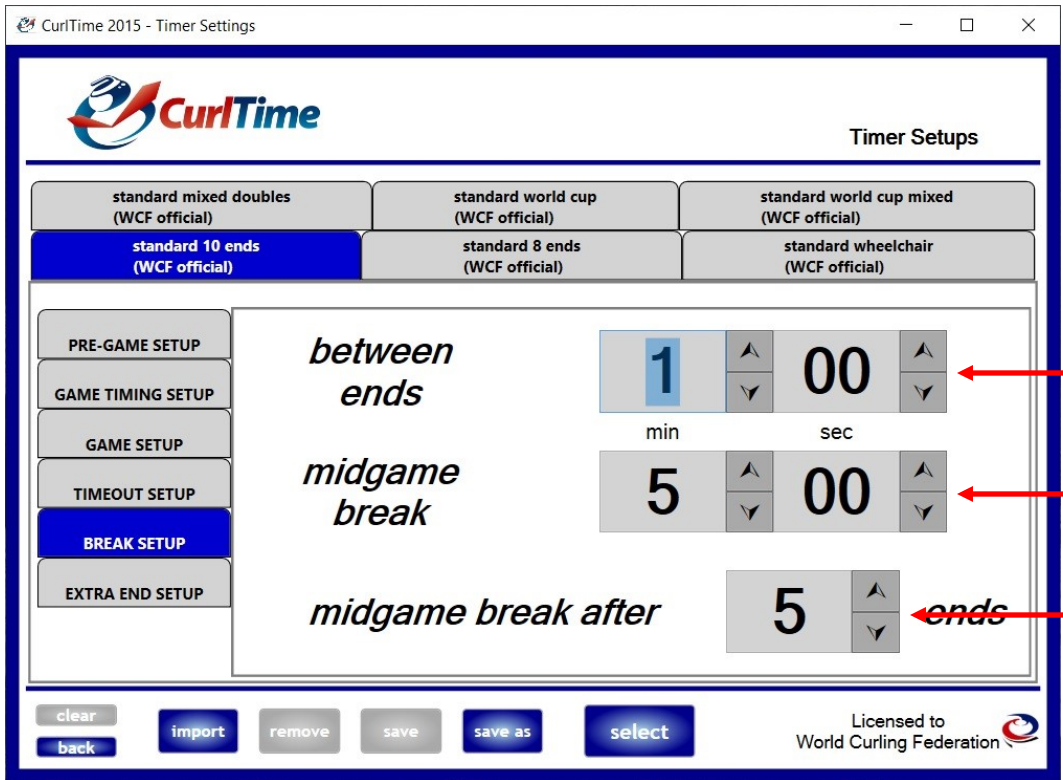 CurlTime 2015 - Timer Settings
CurlTime
Timer Setups
standard mixed doubles
(WCF official)
standard world cup
(WCF official)
standard world cup mixed
(WCF official)
standard 10 ends
(WCF official)
standard 8 ends
(WCF official)
standard wheelchair
(WCF official)
PRE-GAME SETUP
GAME TIMING SETUP
GAME SETUP
TIMEOUT SETUP
BREAK SETUP
EXTRA END SETUP
between
ends
1 00
min sec
midgame
break
5 00
midgame break after 5 ends
clear
back
import remove save save as select
Licensed to
World Curling Federation